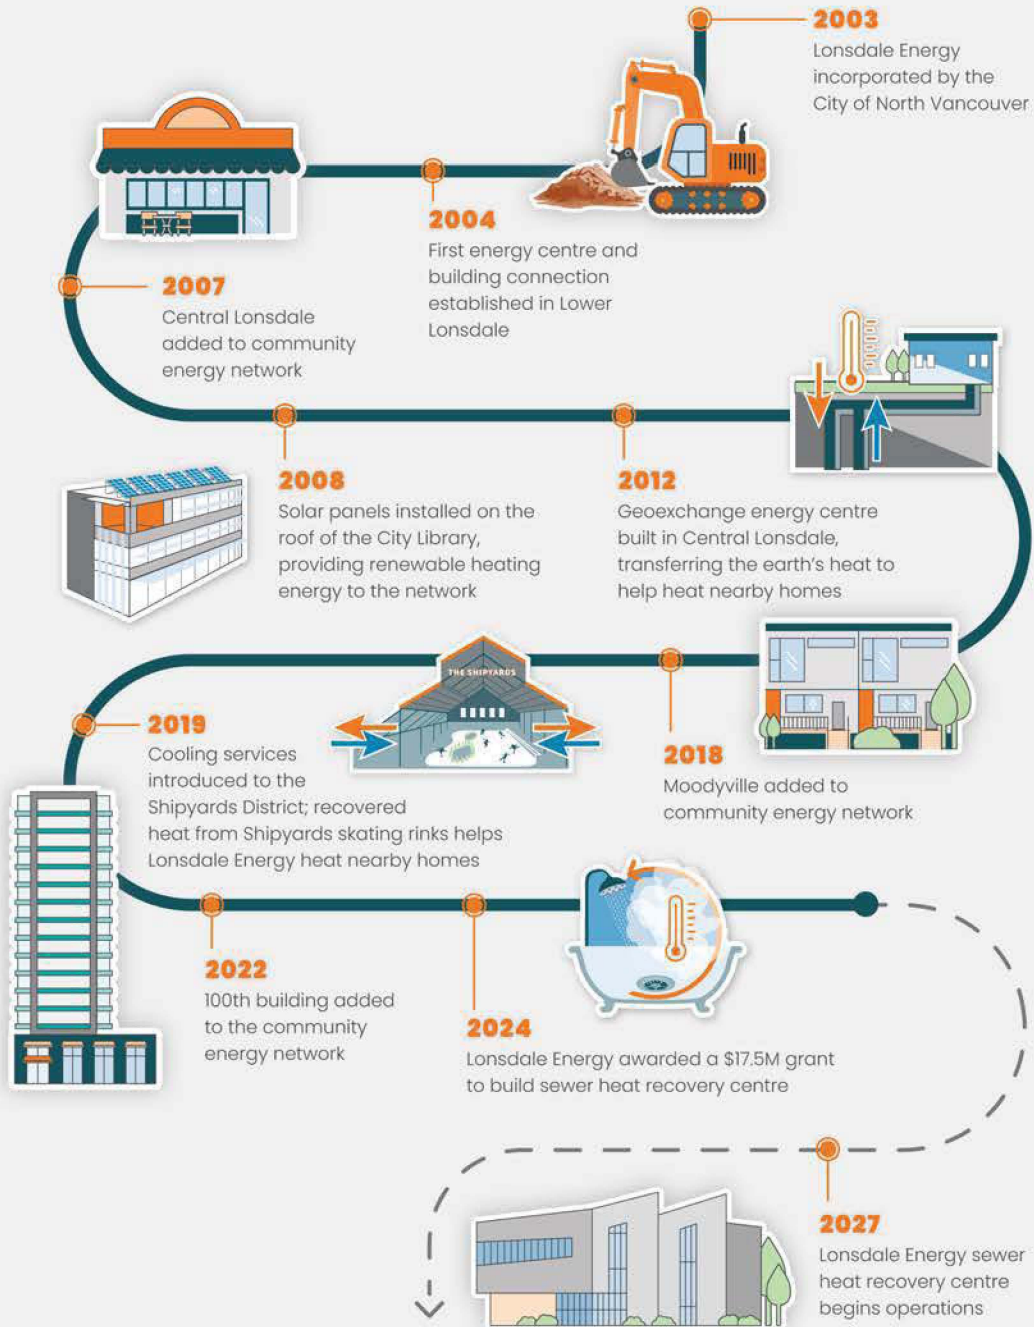 2003
Lonsdale Energy
incorporated by the
City of North Vancouver
2004
First energy centre and
building connection
established in Lower
Lonsdale
2007
Central Lonsdale
added to community
energy network
2008
Solar panels installed on the
roof of the City Library,
providing renewable heating
energy to the network
2012
Geoexchange energy centre
built in Central Lonsdale,
transferring the earth's heat to
help heat nearby homes
THE SHIPYARDS
2018
Moodyville added to
community energy network
2019
Cooling services
introduced to the
Shipyards District; recovered
heat from Shipyards skating rinks helps
Lonsdale Energy heat nearby homes
2022
100th building added
to the community
energy network
2024
Lonsdale Energy awarded a $17.5M grant
to build sewer heat recovery centre
2027
Lonsdale Energy sewer
heat recovery centre
begins operations